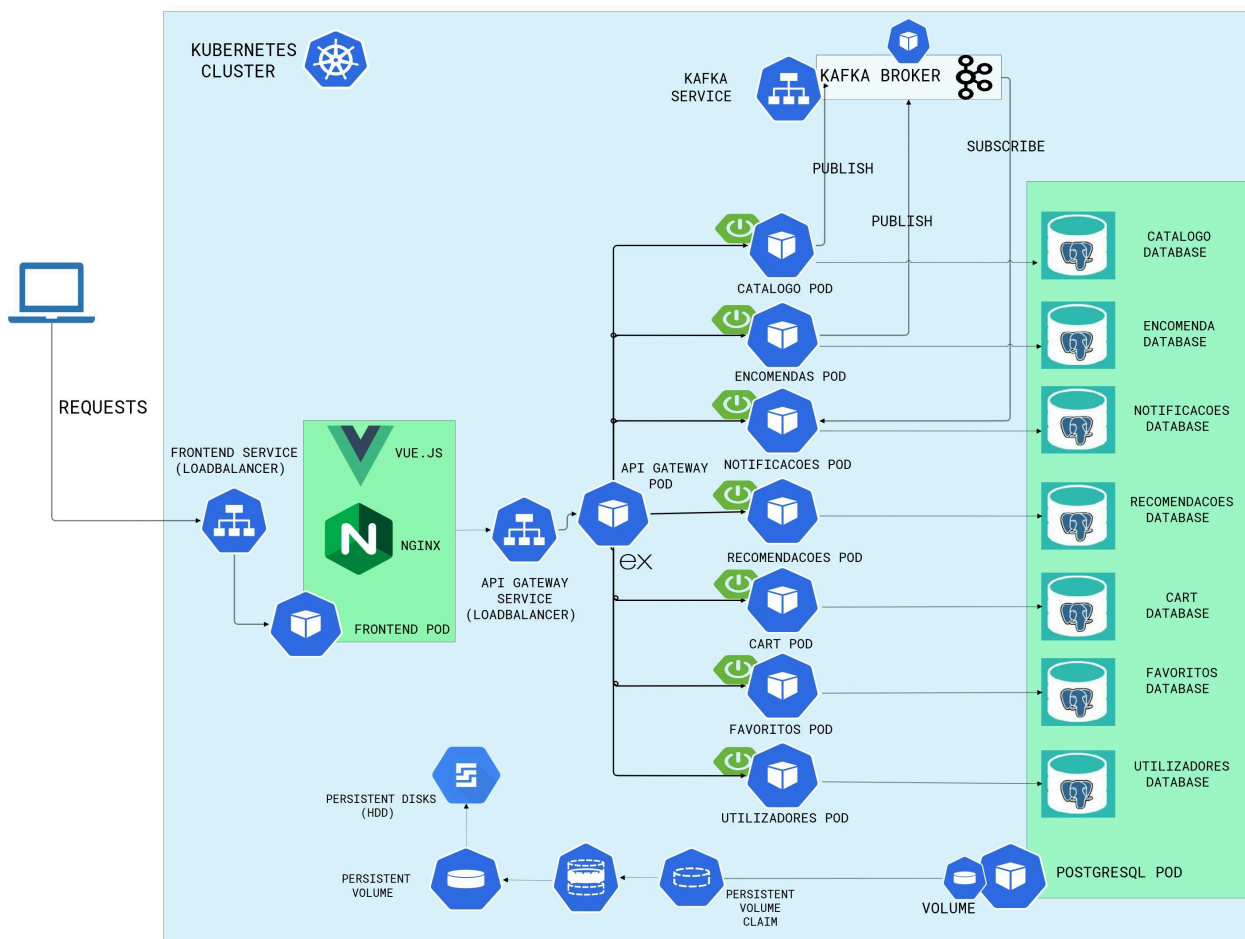 KUBERNETES
CLUSTER
KAFKA
SERVICE
KAFKA BROKER
SUBSCRIBE
PUBLISH
PUBLISH
CATALOGO
DATABASE
CATALOGO POD
ENCOMENDA
DATABASE
ENCOMENDAS POD
REQUESTS
NOTIFICACOES
DATABASE
FRONTEND SERVICE
(LOADBALANCER)
VUE.JS
API GATEWAY
POD
NOTIFICACOES POD
RECOMENDACOES
DATABASE
N
NGINX
ex
RECOMENDACOES POD
API GATEWAY
SERVICE
(LOADBALANCER)
FRONTEND POD
CART
DATABASE
CART POD
FAVORITOS
DATABASE
FAVORITOS POD
UTILIZADORES
DATABASE
PERSISTENT DISKS
(HDD)
UTILIZADORES POD
PERSISTENT
VOLUME
PERSISTENT
VOLUME
CLAIM
VOLUME
POSTGRESQL POD